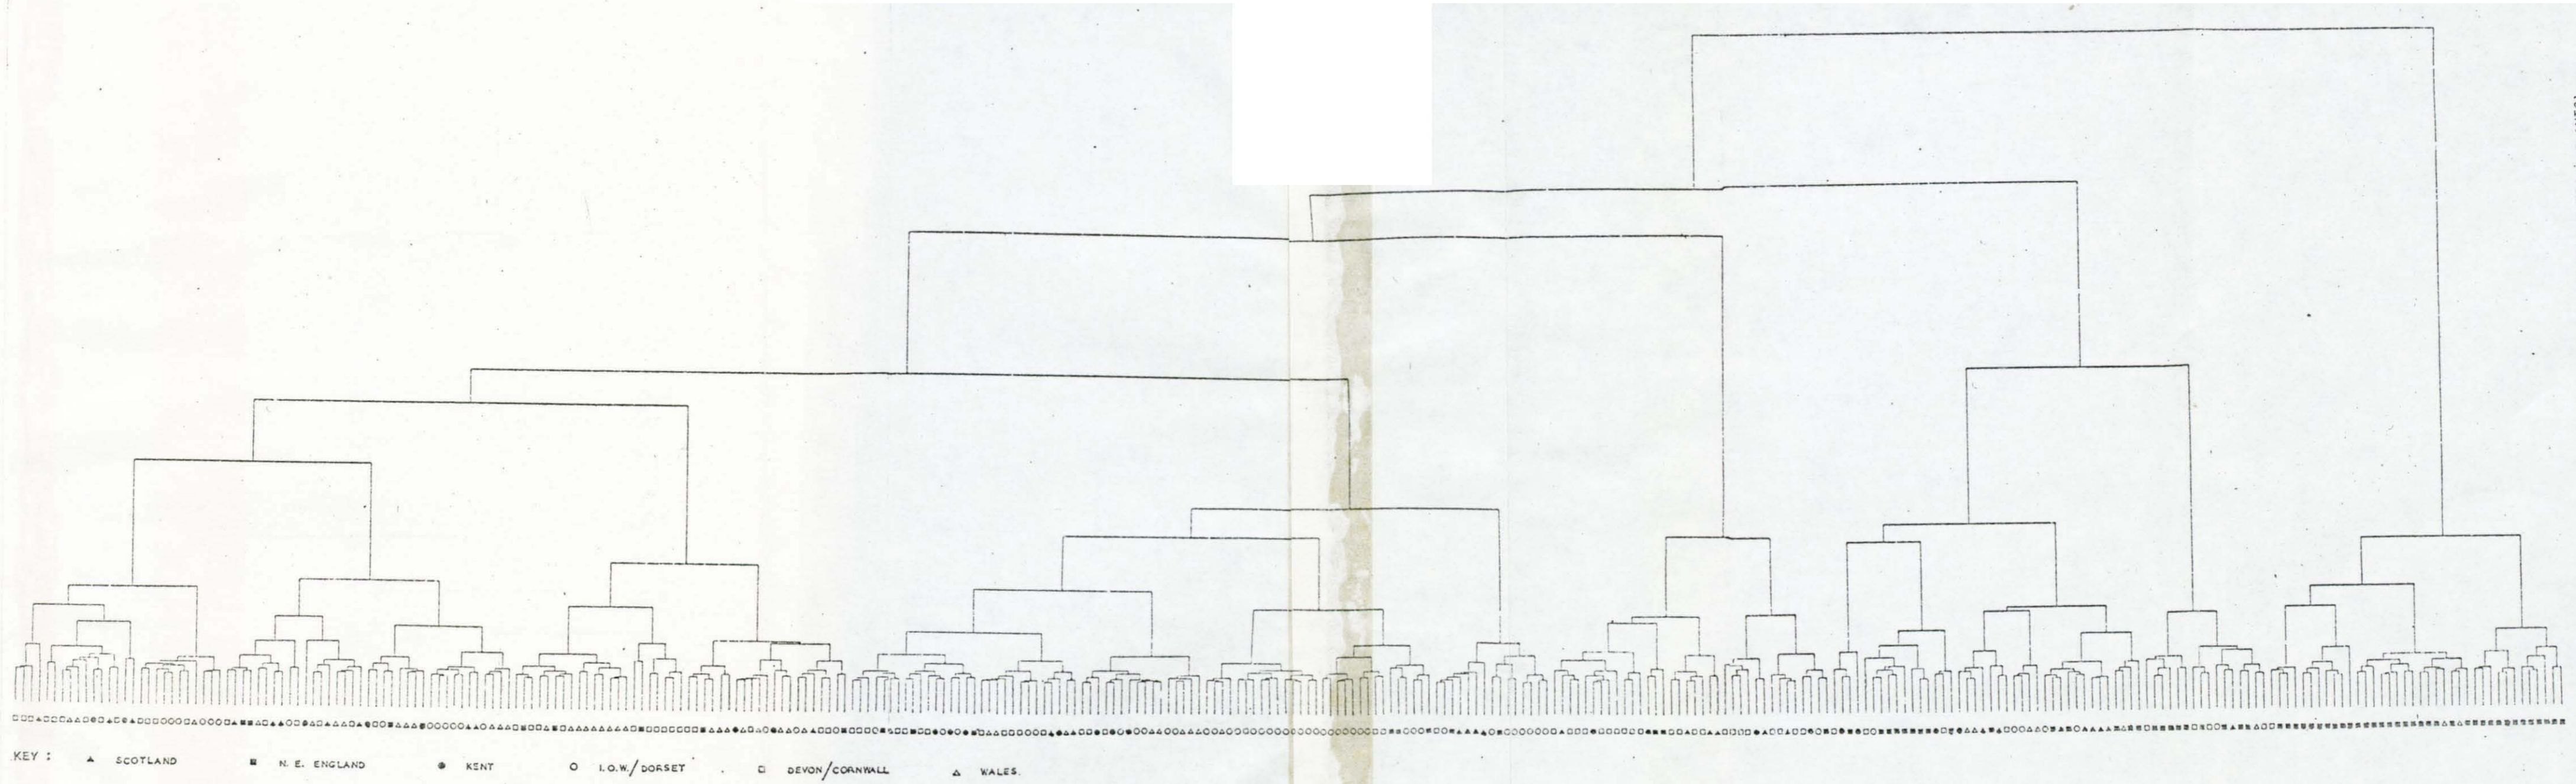 KEY : ▲ SCOTLAND ■ N. E. ENGLAND ● KENT ○ I.O.W./DORSET □ DEVON/CORNWALL △ WALES.